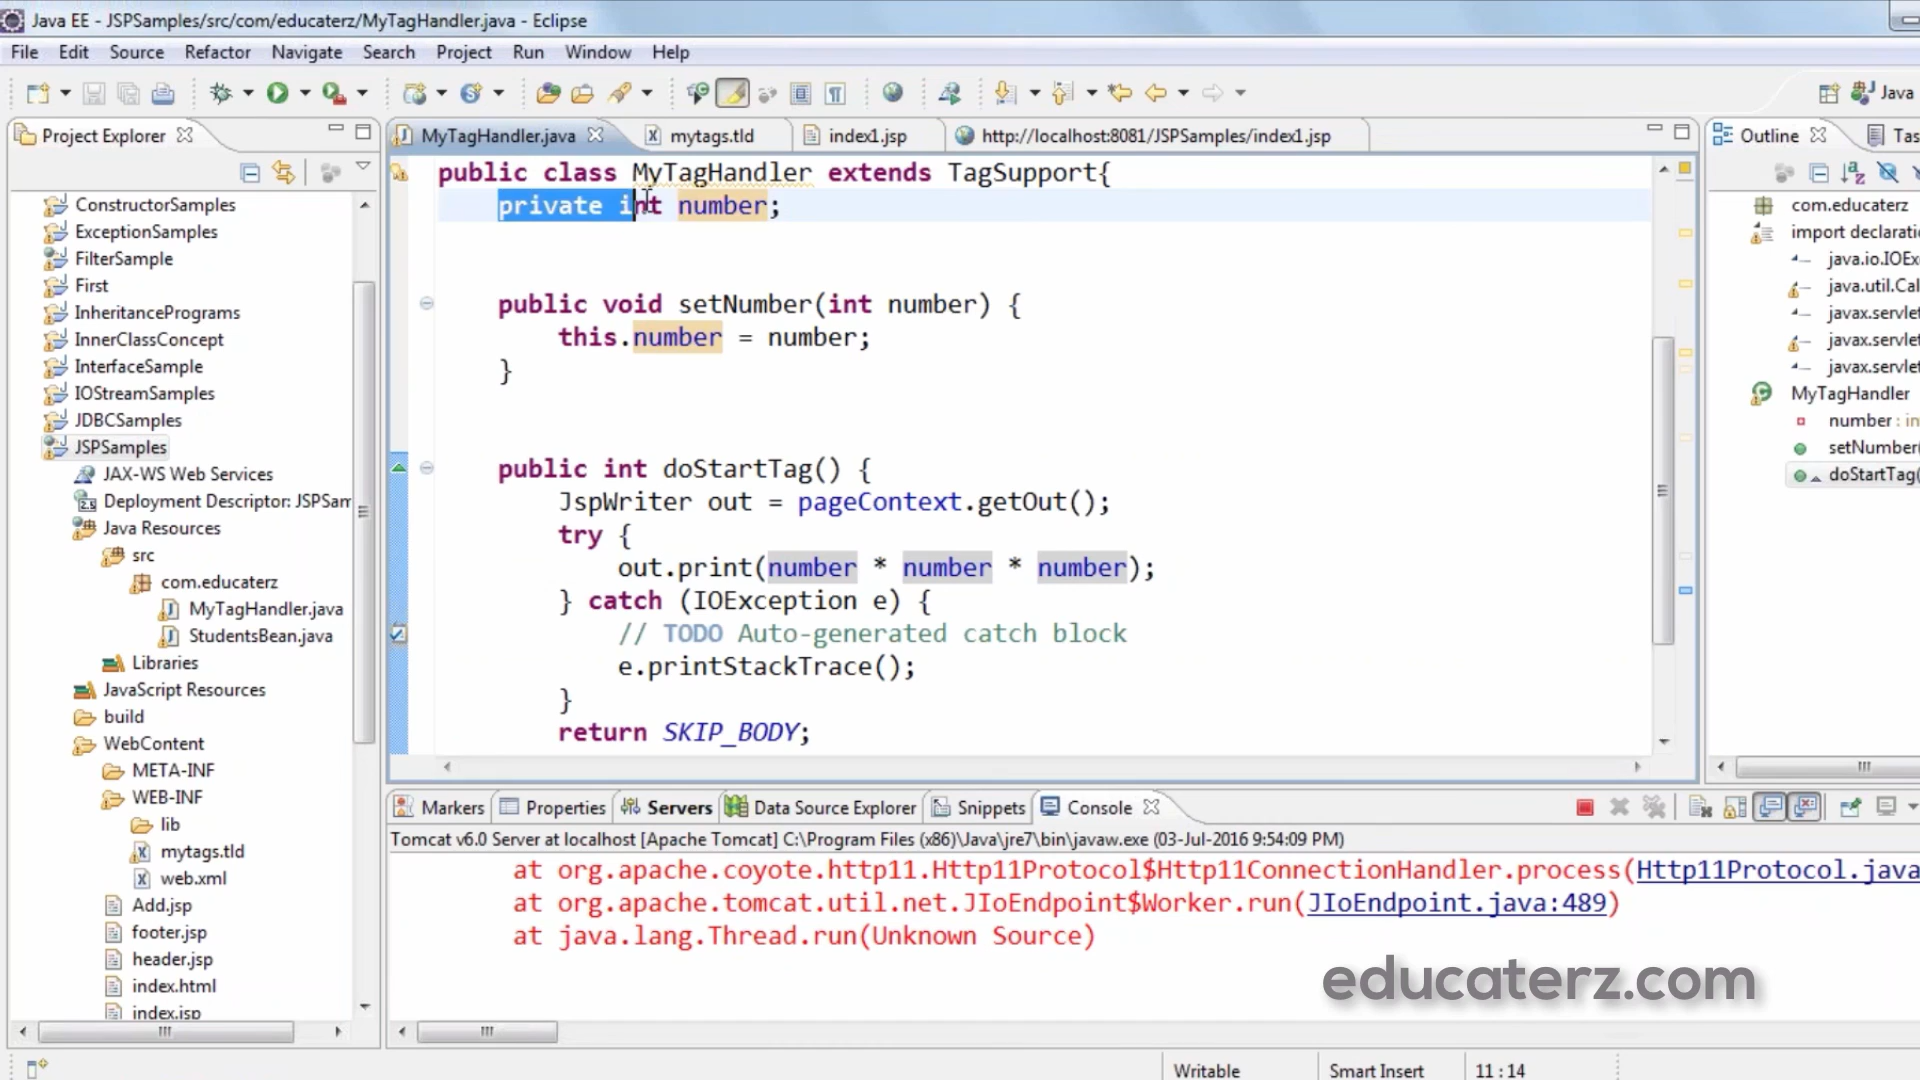 Java EE - JSPSamples/src/com/educaterz/MyTagHandler.java - Eclipse
File Edit Source Refactor Navigate Search Project Run Window Help
Java
Project Explorer
ConstructorSamples
ExceptionSamples
FilterSample
First
InheritancePrograms
InnerClassConcept
InterfaceSample
IOStreamSamples
JDBCSamples
JSPSamples
JAX-WS Web Services
Deployment Descriptor: JSPSam
Java Resources
src
com.educaterz
MyTagHandler.java
StudentsBean.java
Libraries
JavaScript Resources
build
WebContent
META-INF
WEB-INF
lib
mytags.tld
web.xml
Add.jsp
footer.jsp
header.jsp
index.html
index.jsp
MyTagHandler.java mytags.tld index1.jsp http://localhost:8081/JSPSamples/index1.jsp
public class MyTagHandler extends TagSupport{
private int number;
public void setNumber(int number) {
this.number = number;
}
public int doStartTag() {
JspWriter out = pageContext.getOut();
try {
out.print(number * number * number);
} catch (IOException e) {
// TODO Auto-generated catch block
e.printStackTrace();
}
return SKIP_BODY;
Outline Tas
com.educaterz
import declaratio
java.io.IOExc
java.util.Cal
javax.servlet
javax.servlet
javax.servlet
MyTagHandler
number : in
setNumber(
doStartTag(
Markers Properties Servers Data Source Explorer Snippets Console
Tomcat v6.0 Server at localhost [Apache Tomcat] C:\Program Files (x86)\Java\jre7\bin\javaw.exe (03-Jul-2016 9:54:09 PM)
at org.apache.coyote.http11.Http11Protocol$Http11ConnectionHandler.process(Http11Protocol.java
at org.apache.tomcat.util.net.JIoEndpoint$Worker.run(JIoEndpoint.java:489)
at java.lang.Thread.run(Unknown Source)
educaterz.com
Writable Smart Insert 11 : 14